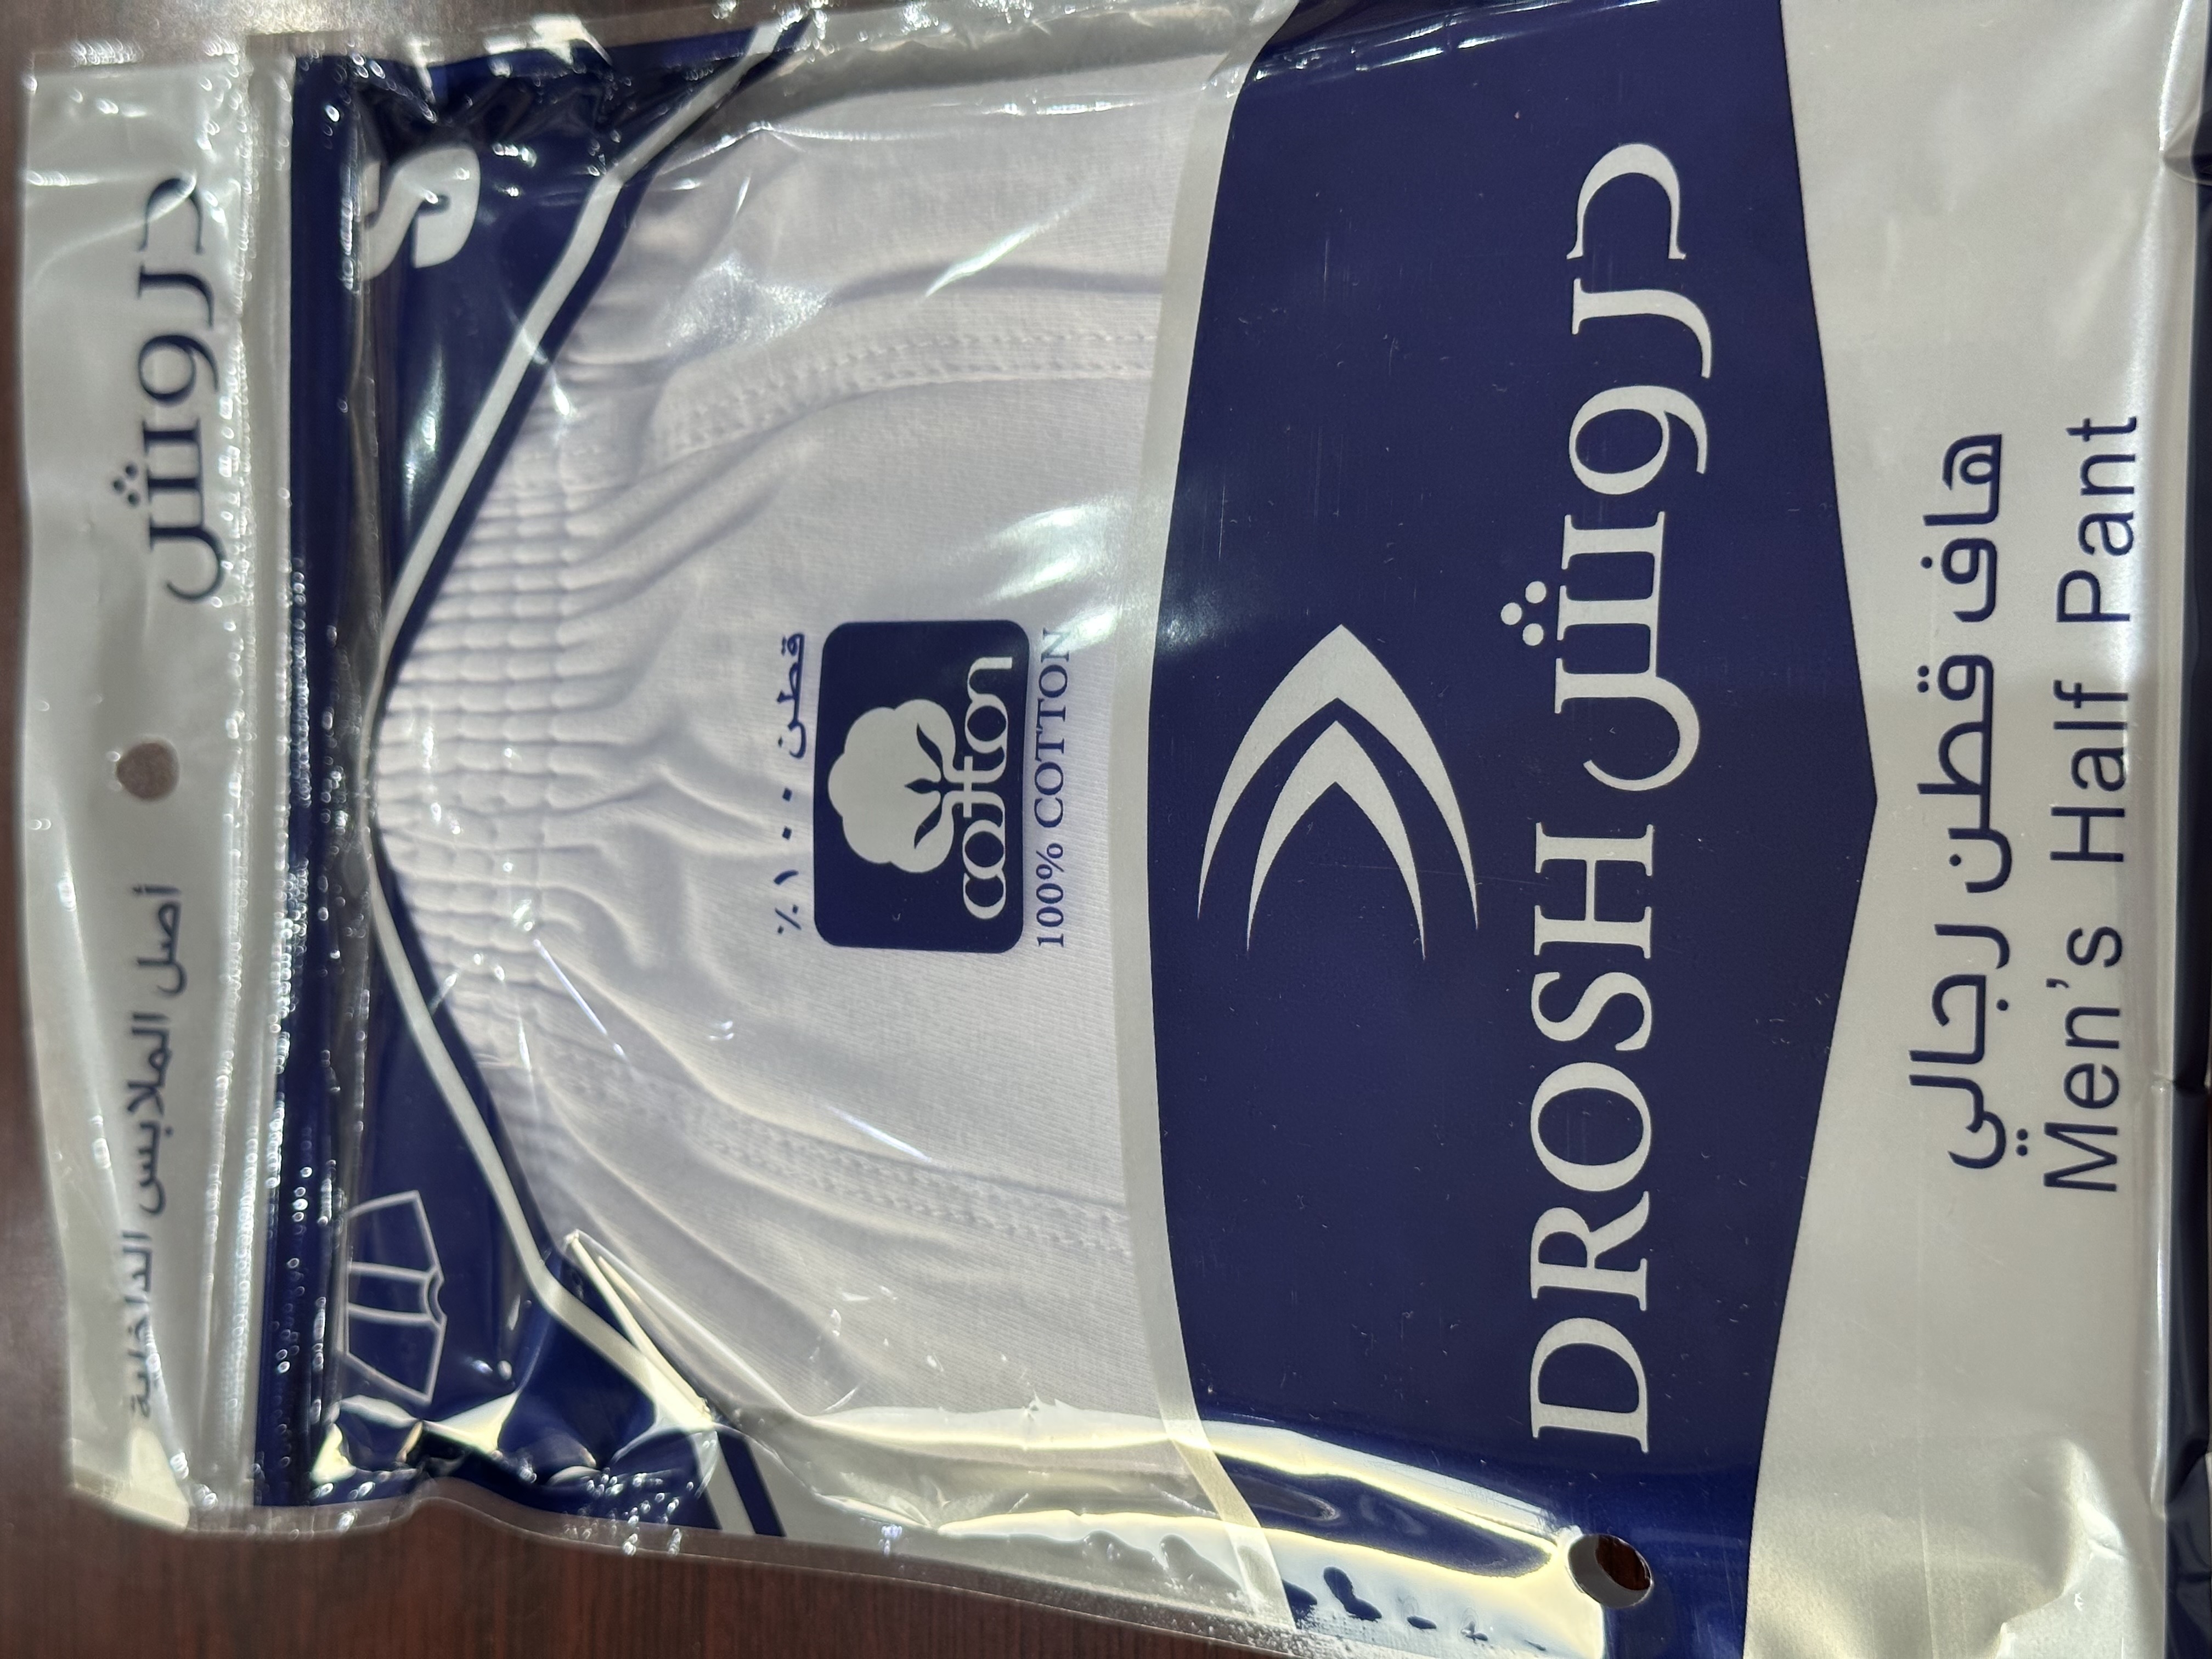 دروش
أصل الملابس الداخلية
S
٪١٠٠ قطن
cotton
100% COTTON
DROSH دروش
هاف قطن رجالي
Men's Half Pant